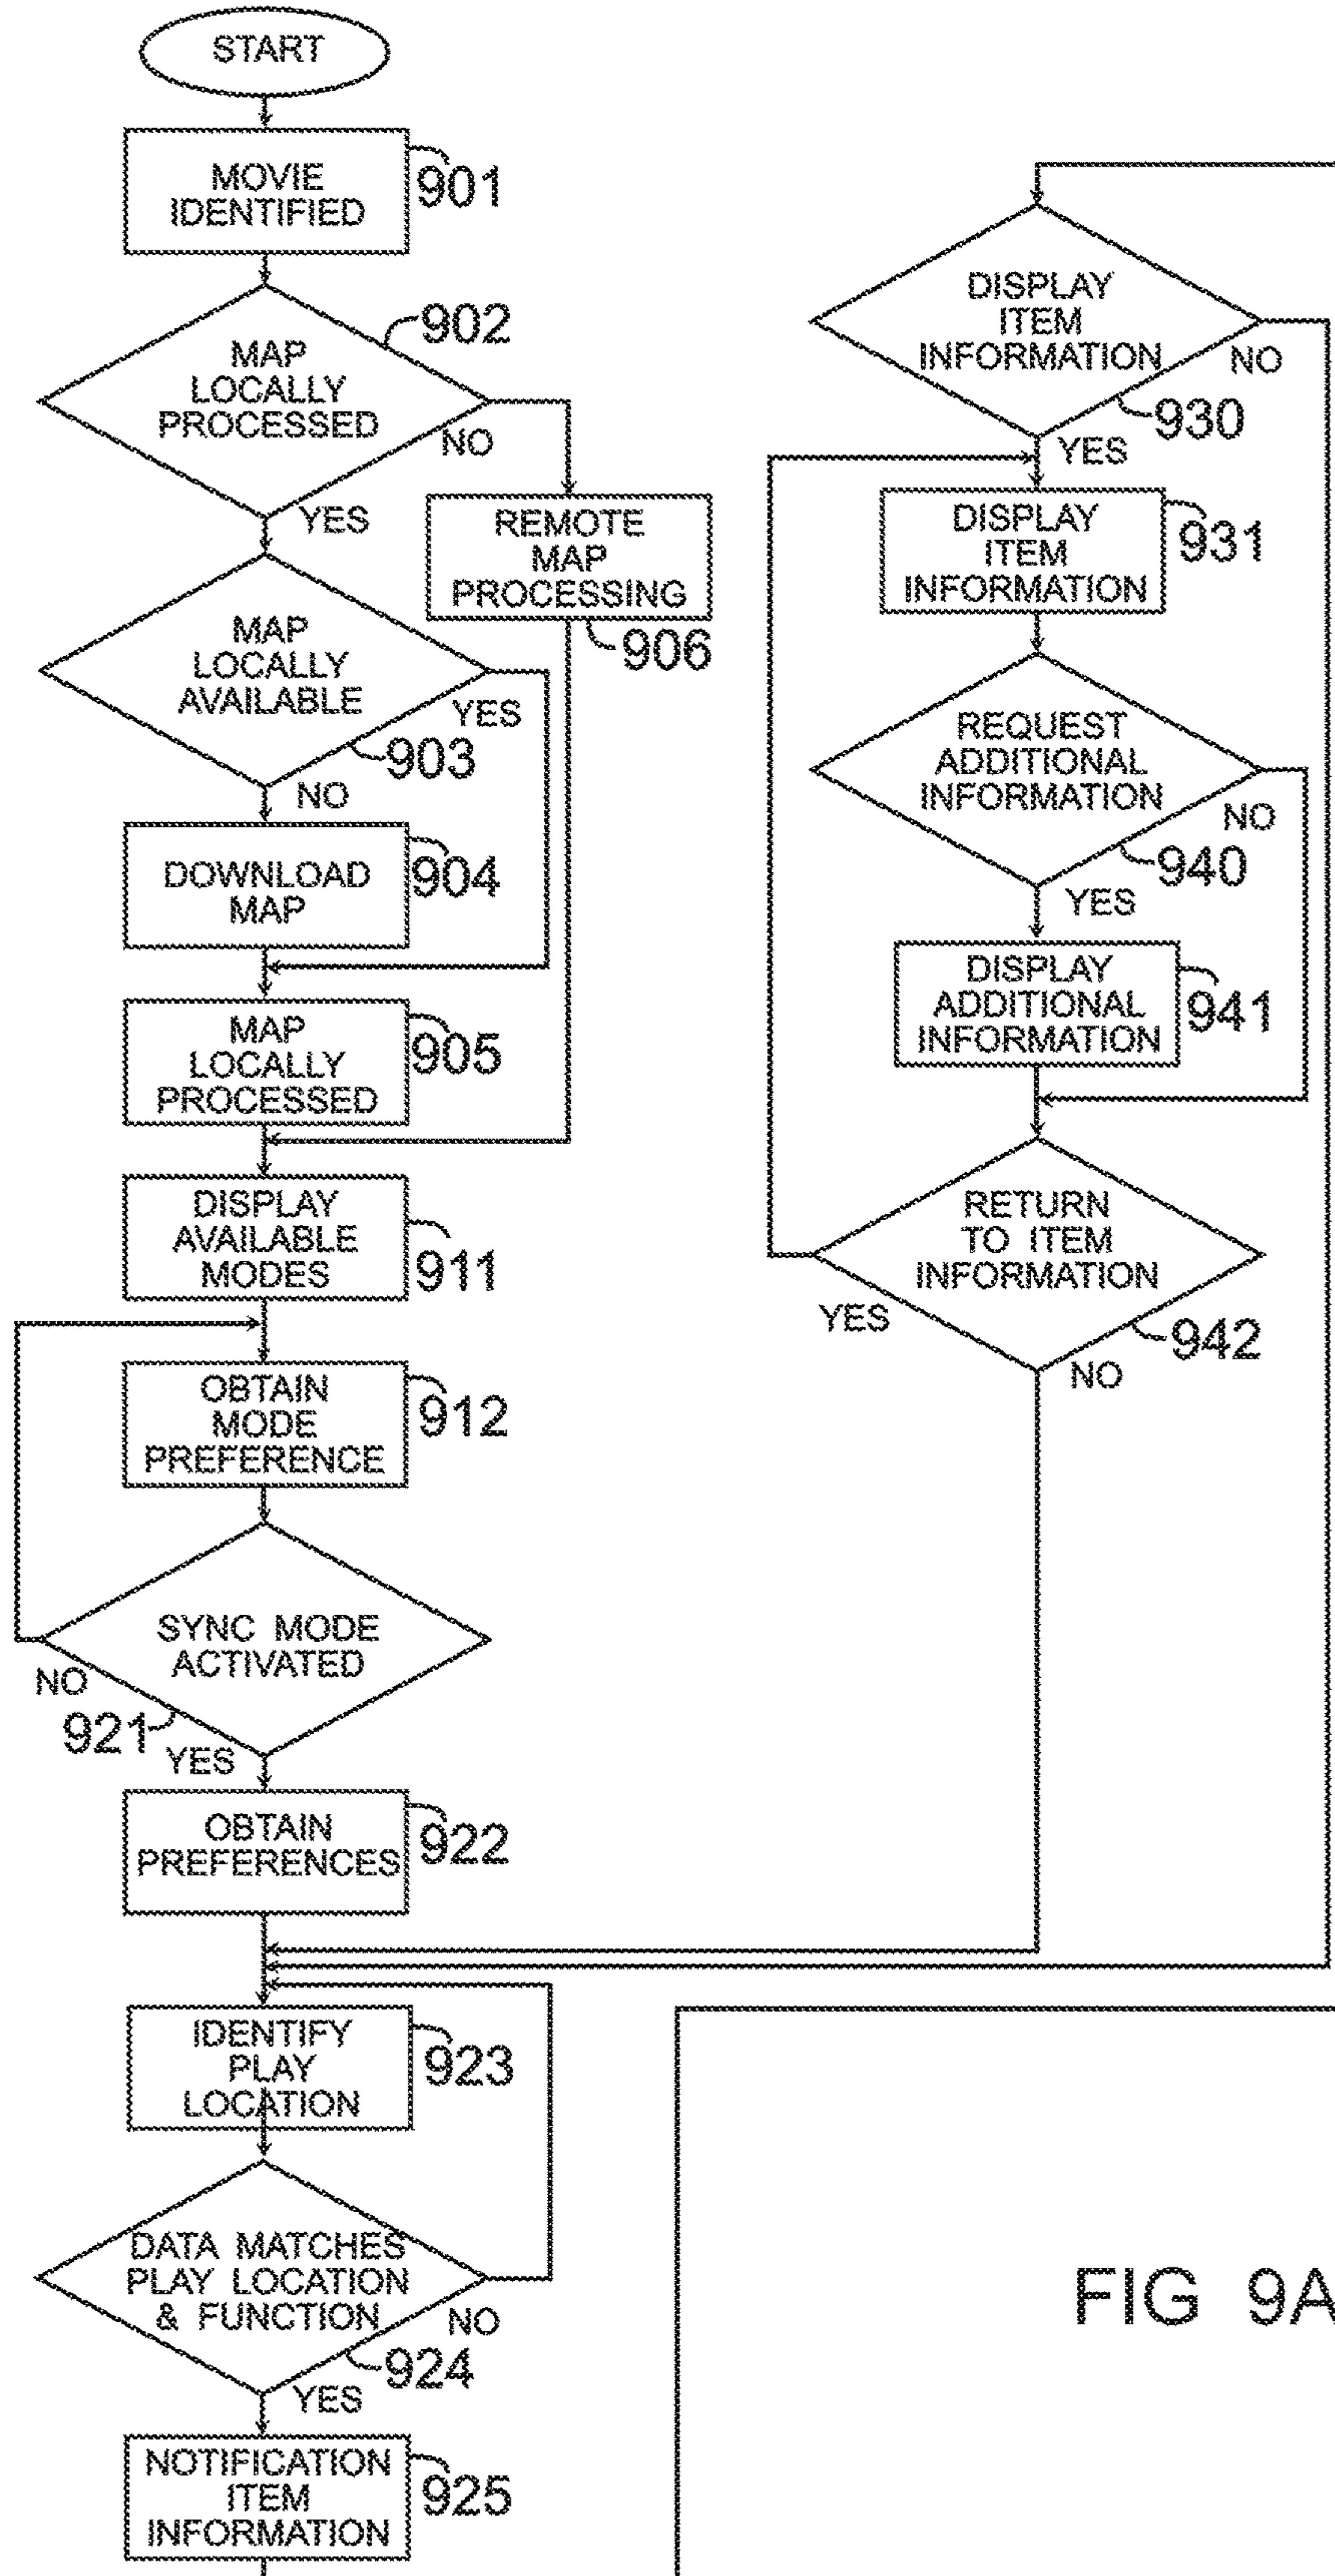 START
MOVIE
IDENTIFIED
901
MAP
LOCALLY
PROCESSED
902
NO
YES
REMOTE
MAP
PROCESSING
906
MAP
LOCALLY
AVAILABLE
YES
903
NO
DOWNLOAD
MAP
904
MAP
LOCALLY
PROCESSED
905
DISPLAY
AVAILABLE
MODES
911
OBTAIN
MODE
PREFERENCE
912
SYNC MODE
ACTIVATED
NO
921
YES
OBTAIN
PREFERENCES
922
IDENTIFY
PLAY
LOCATION
923
DATA MATCHES
PLAY LOCATION
& FUNCTION
NO
924
YES
NOTIFICATION
ITEM
INFORMATION
925
DISPLAY
ITEM
INFORMATION
NO
930
YES
DISPLAY
ITEM
INFORMATION
931
REQUEST
ADDITIONAL
INFORMATION
NO
940
YES
DISPLAY
ADDITIONAL
INFORMATION
941
RETURN
TO ITEM
INFORMATION
YES
942
NO
FIG 9A